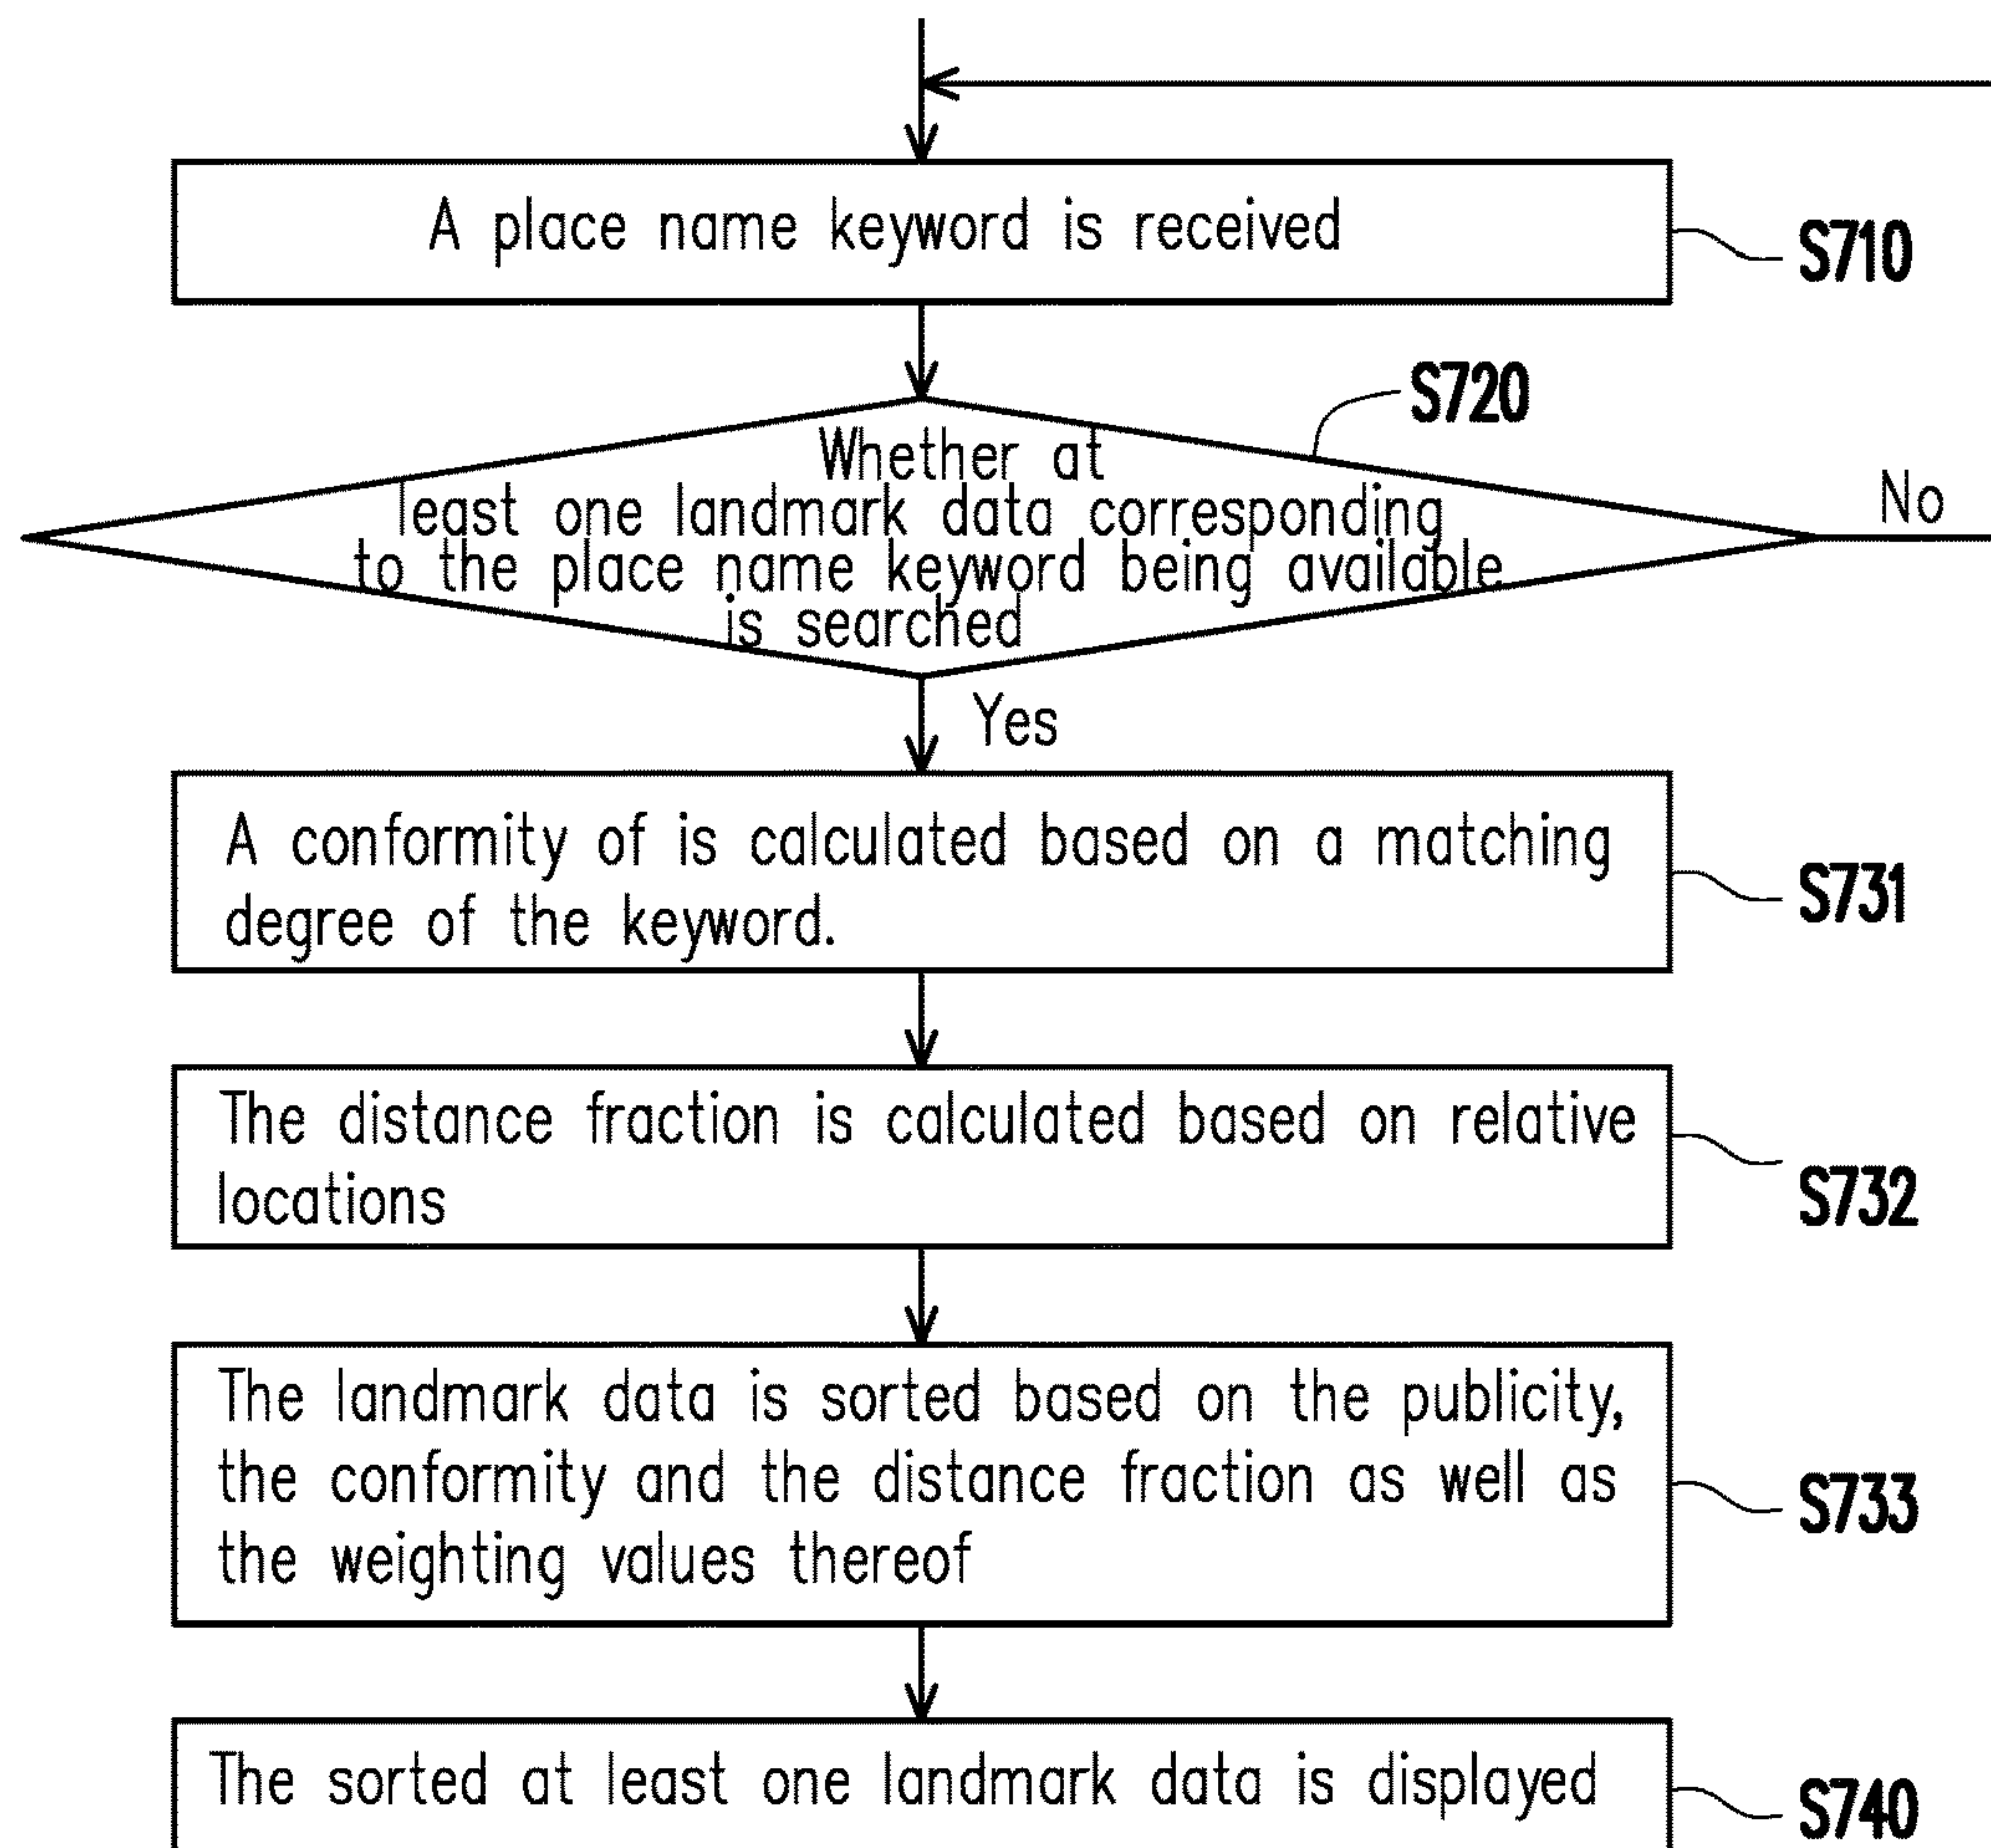 A place name keyword is received
S710
S720
Whether at
least one landmark data corresponding
to the place name keyword being available
is searched
No
Yes
A conformity of is calculated based on a matching
degree of the keyword.
S731
The distance fraction is calculated based on relative
locations
S732
The landmark data is sorted based on the publicity,
the conformity and the distance fraction as well as
the weighting values thereof
S733
The sorted at least one landmark data is displayed
S740